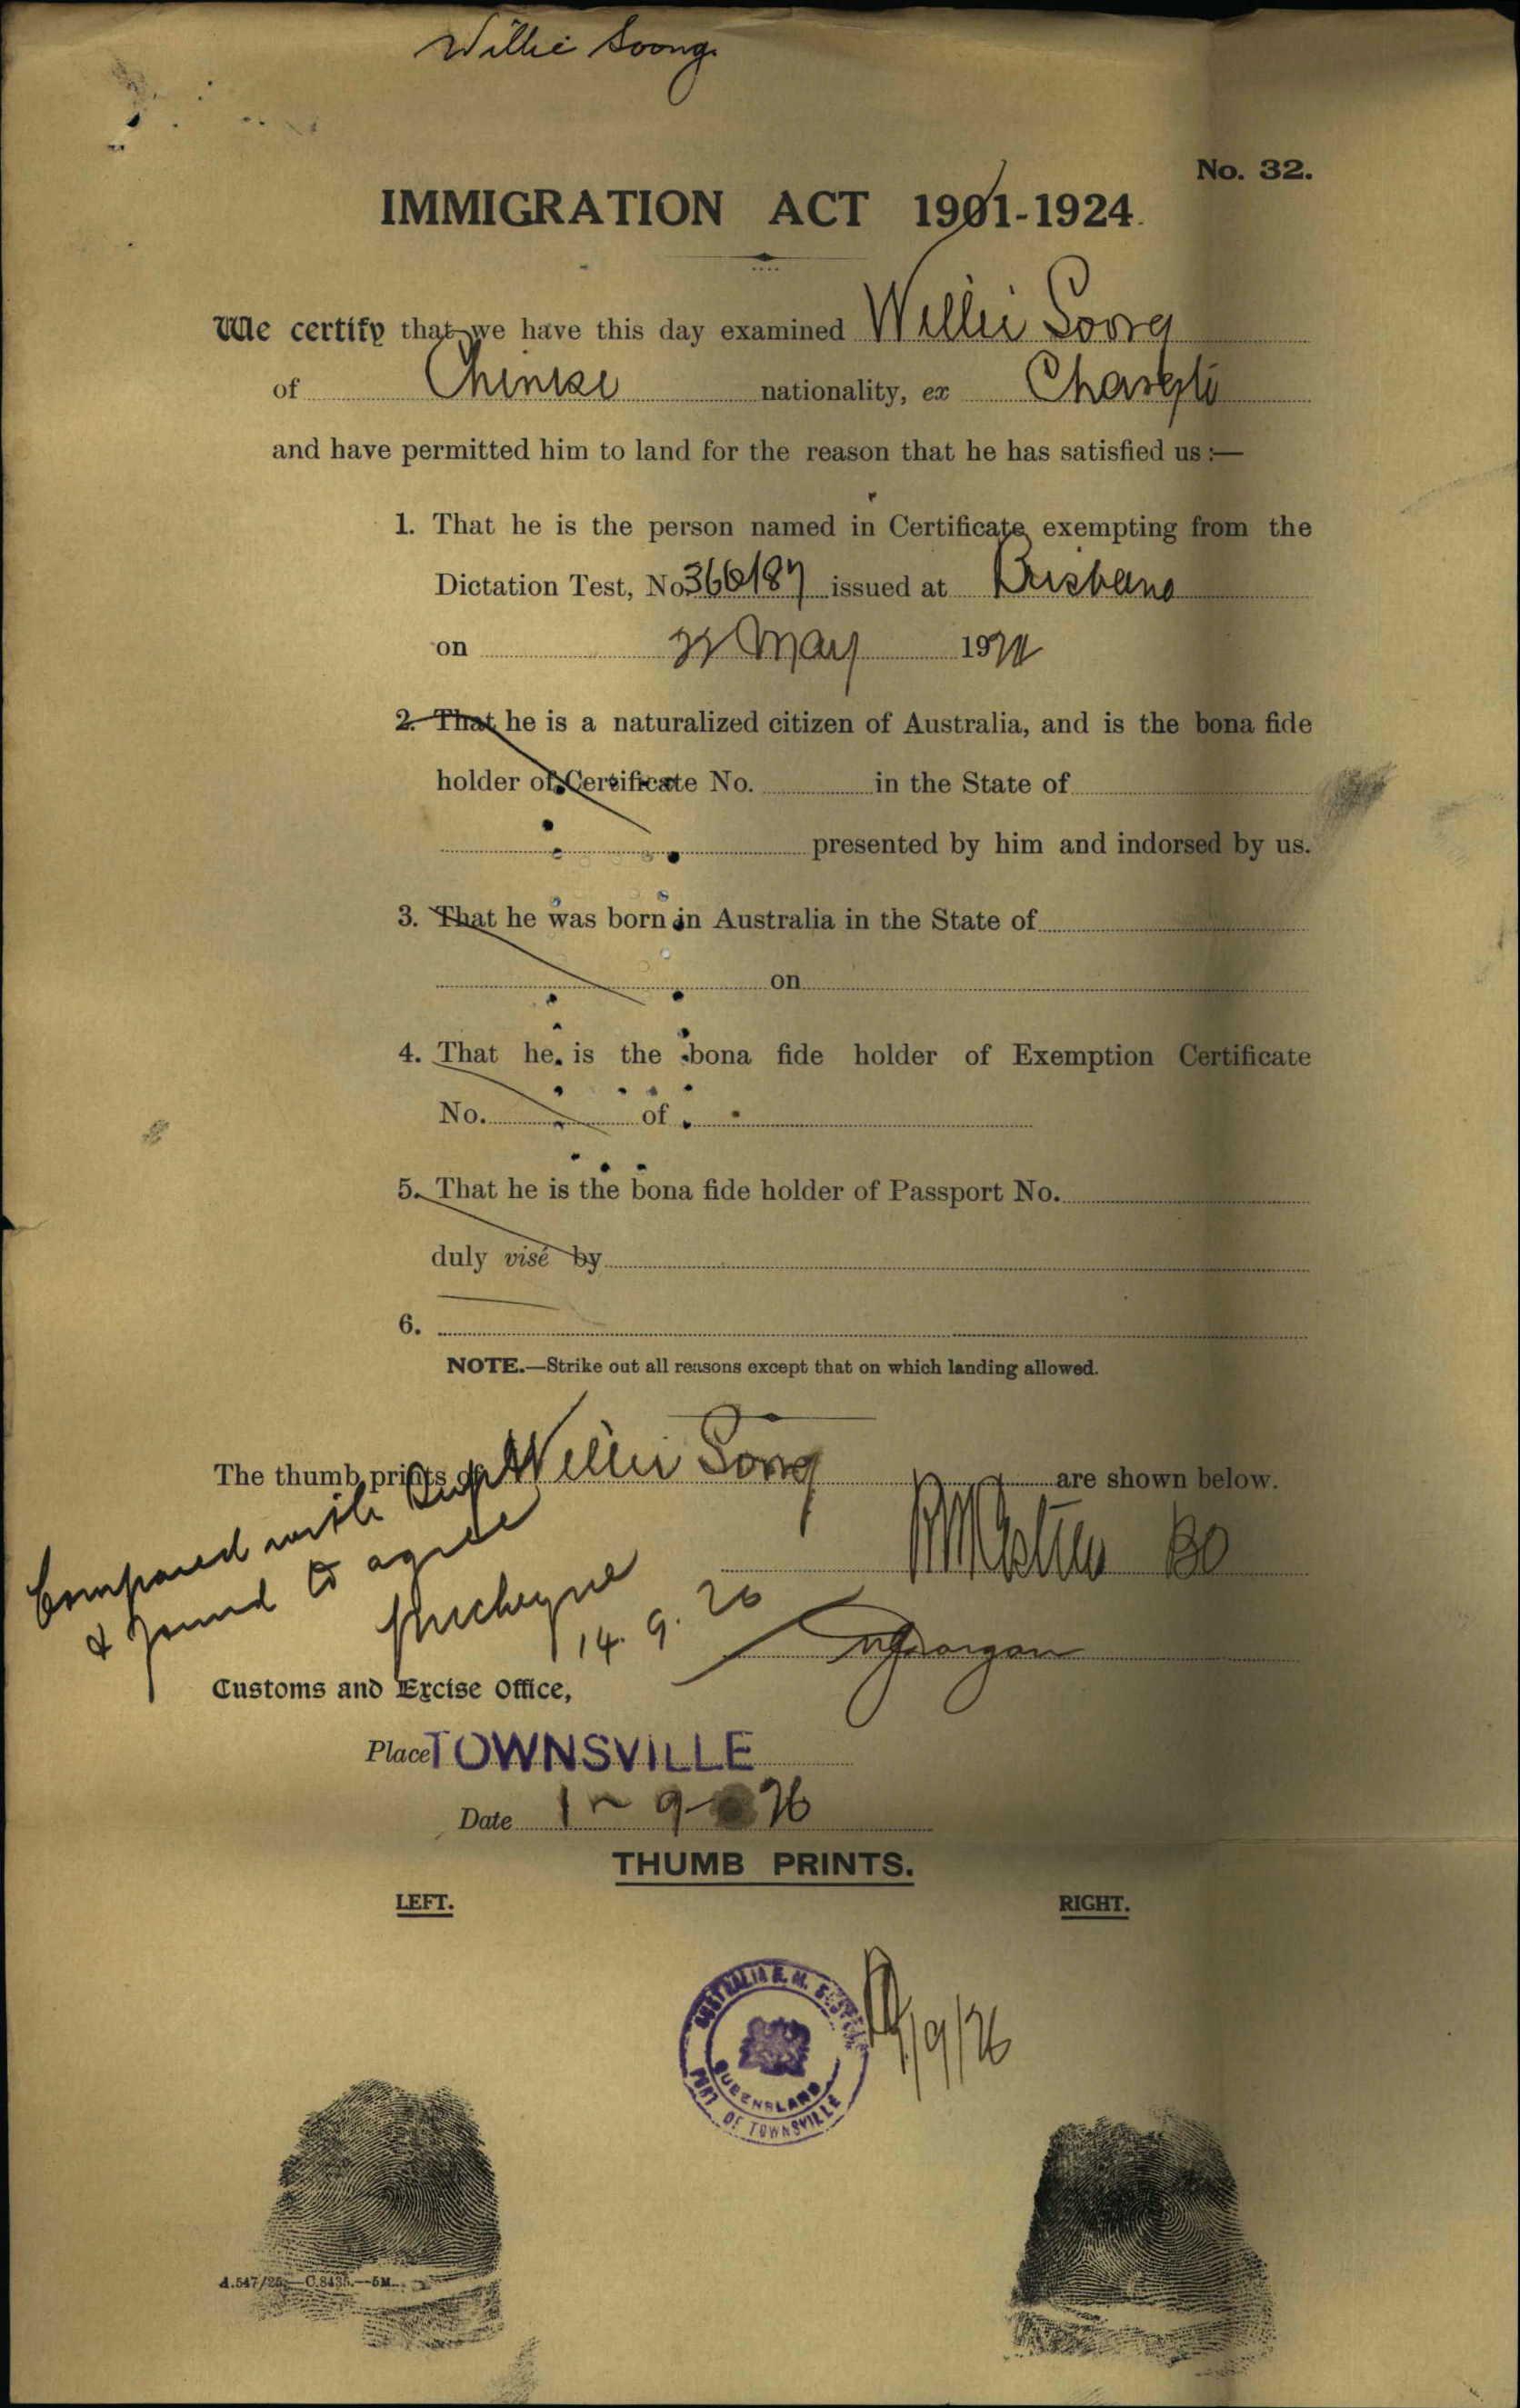 Willie Soong
No. 32.
IMMIGRATION ACT 1901-1924.
We certify that we have this day examined Willie Soong
of Chinese nationality, ex Changte
and have permitted him to land for the reason that he has satisfied us :—
1. That he is the person named in Certificate exempting from the
Dictation Test, No. 366/87 issued at Brisbane
on May 19
2. That he is a naturalized citizen of Australia, and is the bona fide
holder of Certificate No. in the State of
presented by him and indorsed by us.
3. That he was born in Australia in the State of
on
4. That he is the bona fide holder of Exemption Certificate
No. of
5. That he is the bona fide holder of Passport No.
duly visé by
6.
NOTE.—Strike out all reasons except that on which landing allowed.
The thumb prints of Willie Soong are shown below.
Compared with Dup
& found to agree
14.9.26
Customs and Excise Office,
Place TOWNSVILLE
Date 1-9-26
THUMB PRINTS.
LEFT. RIGHT.
AUSTRALIA H. M. CUSTOMS
QUEENSLAND
PORT OF TOWNSVILLE
/9/26
A.547/25.—C.8435.—5M.